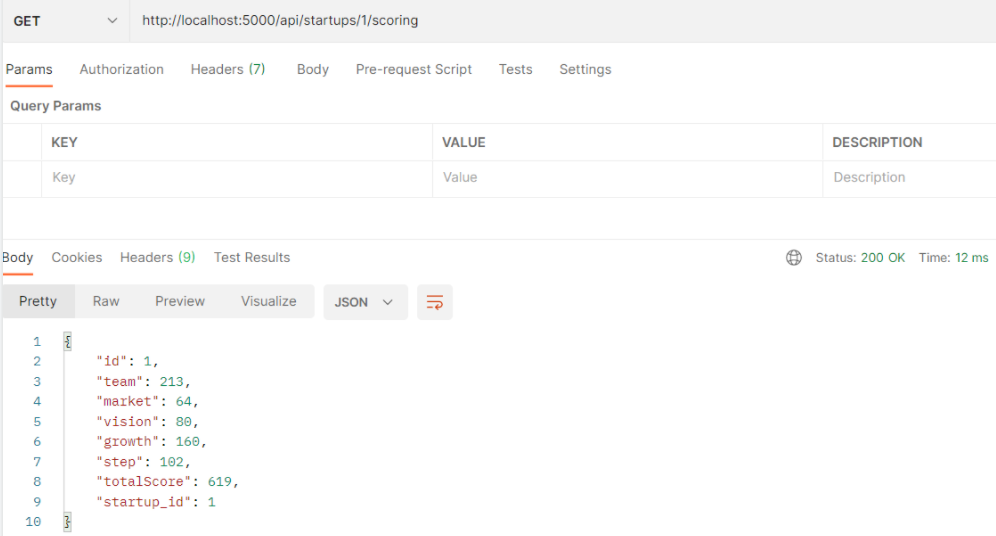 GET http://localhost:5000/api/startups/1/scoring
Params Authorization Headers (7) Body Pre-request Script Tests Settings
Query Params
KEY VALUE DESCRIPTION
Key Value Description
Body Cookies Headers (9) Test Results Status: 200 OK Time: 12 ms
Pretty Raw Preview Visualize JSON
1 {
2 "id": 1,
3 "team": 213,
4 "market": 64,
5 "vision": 80,
6 "growth": 160,
7 "step": 102,
8 "totalScore": 619,
9 "startup_id": 1
10 }